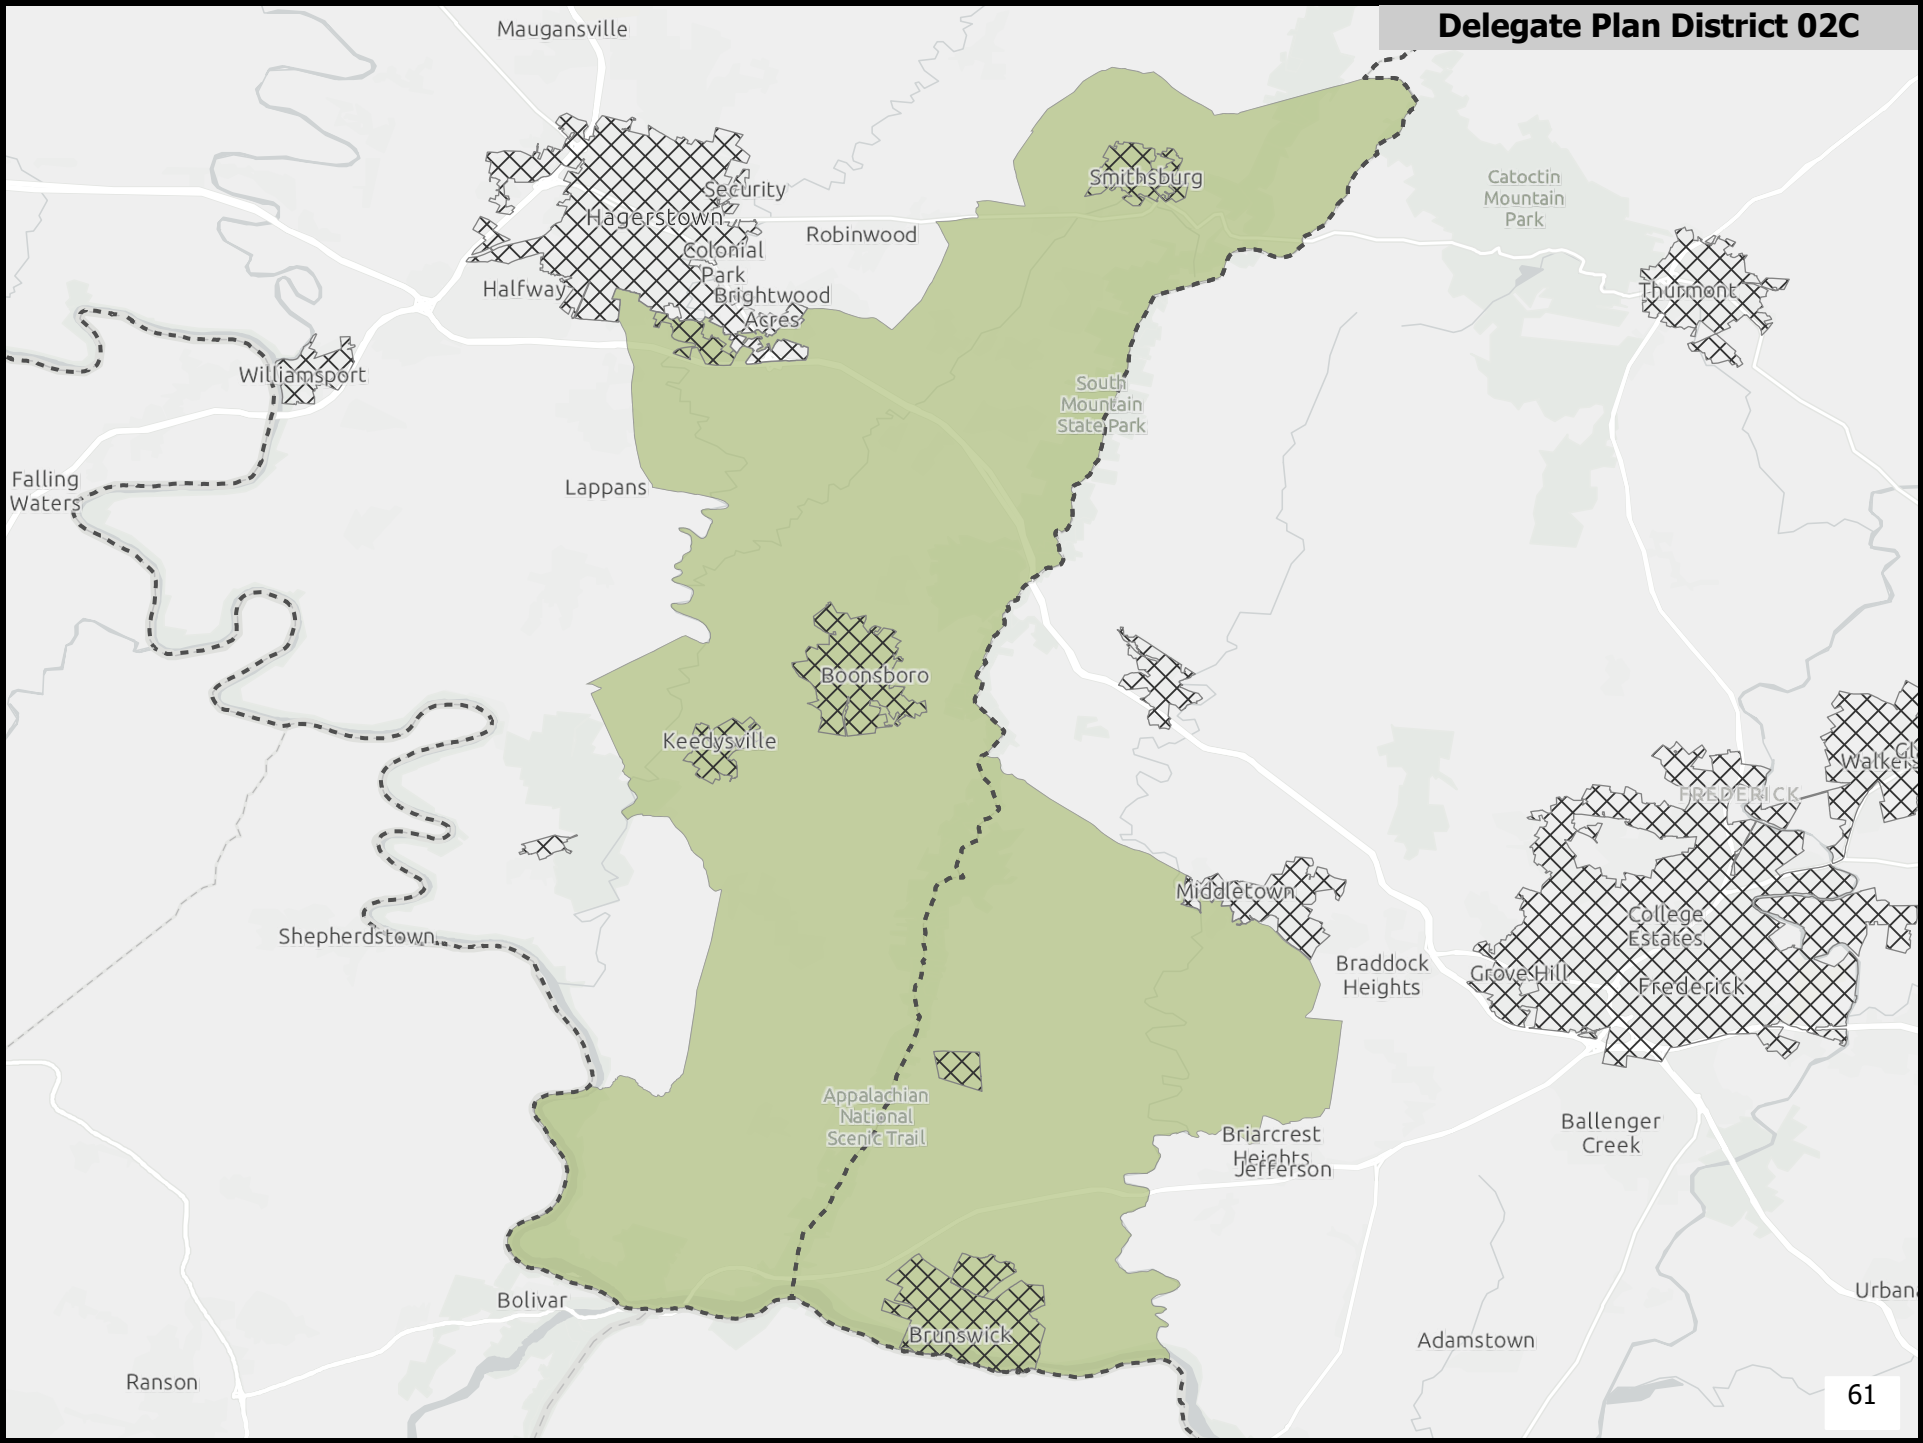 Delegate Plan District 02C
Maugansville
Smithsburg
Catoctin
Mountain
Park
Security
Hagerstown
Robinwood
Colonial
Park
Halfway
Brightwood
Acres
Thurmont
Williamsport
South
Mountain
State Park
Falling
Waters
Lappans
Boonsboro
Keedysville
FREDERICK
Middletown
College
Estates
Shepherdstown
Braddock
Heights
Grove Hill
Frederick
Appalachian
National
Scenic Trail
Ballenger
Creek
Briarcrest
Heights
Jefferson
Bolivar
Brunswick
Adamstown
Ranson
61